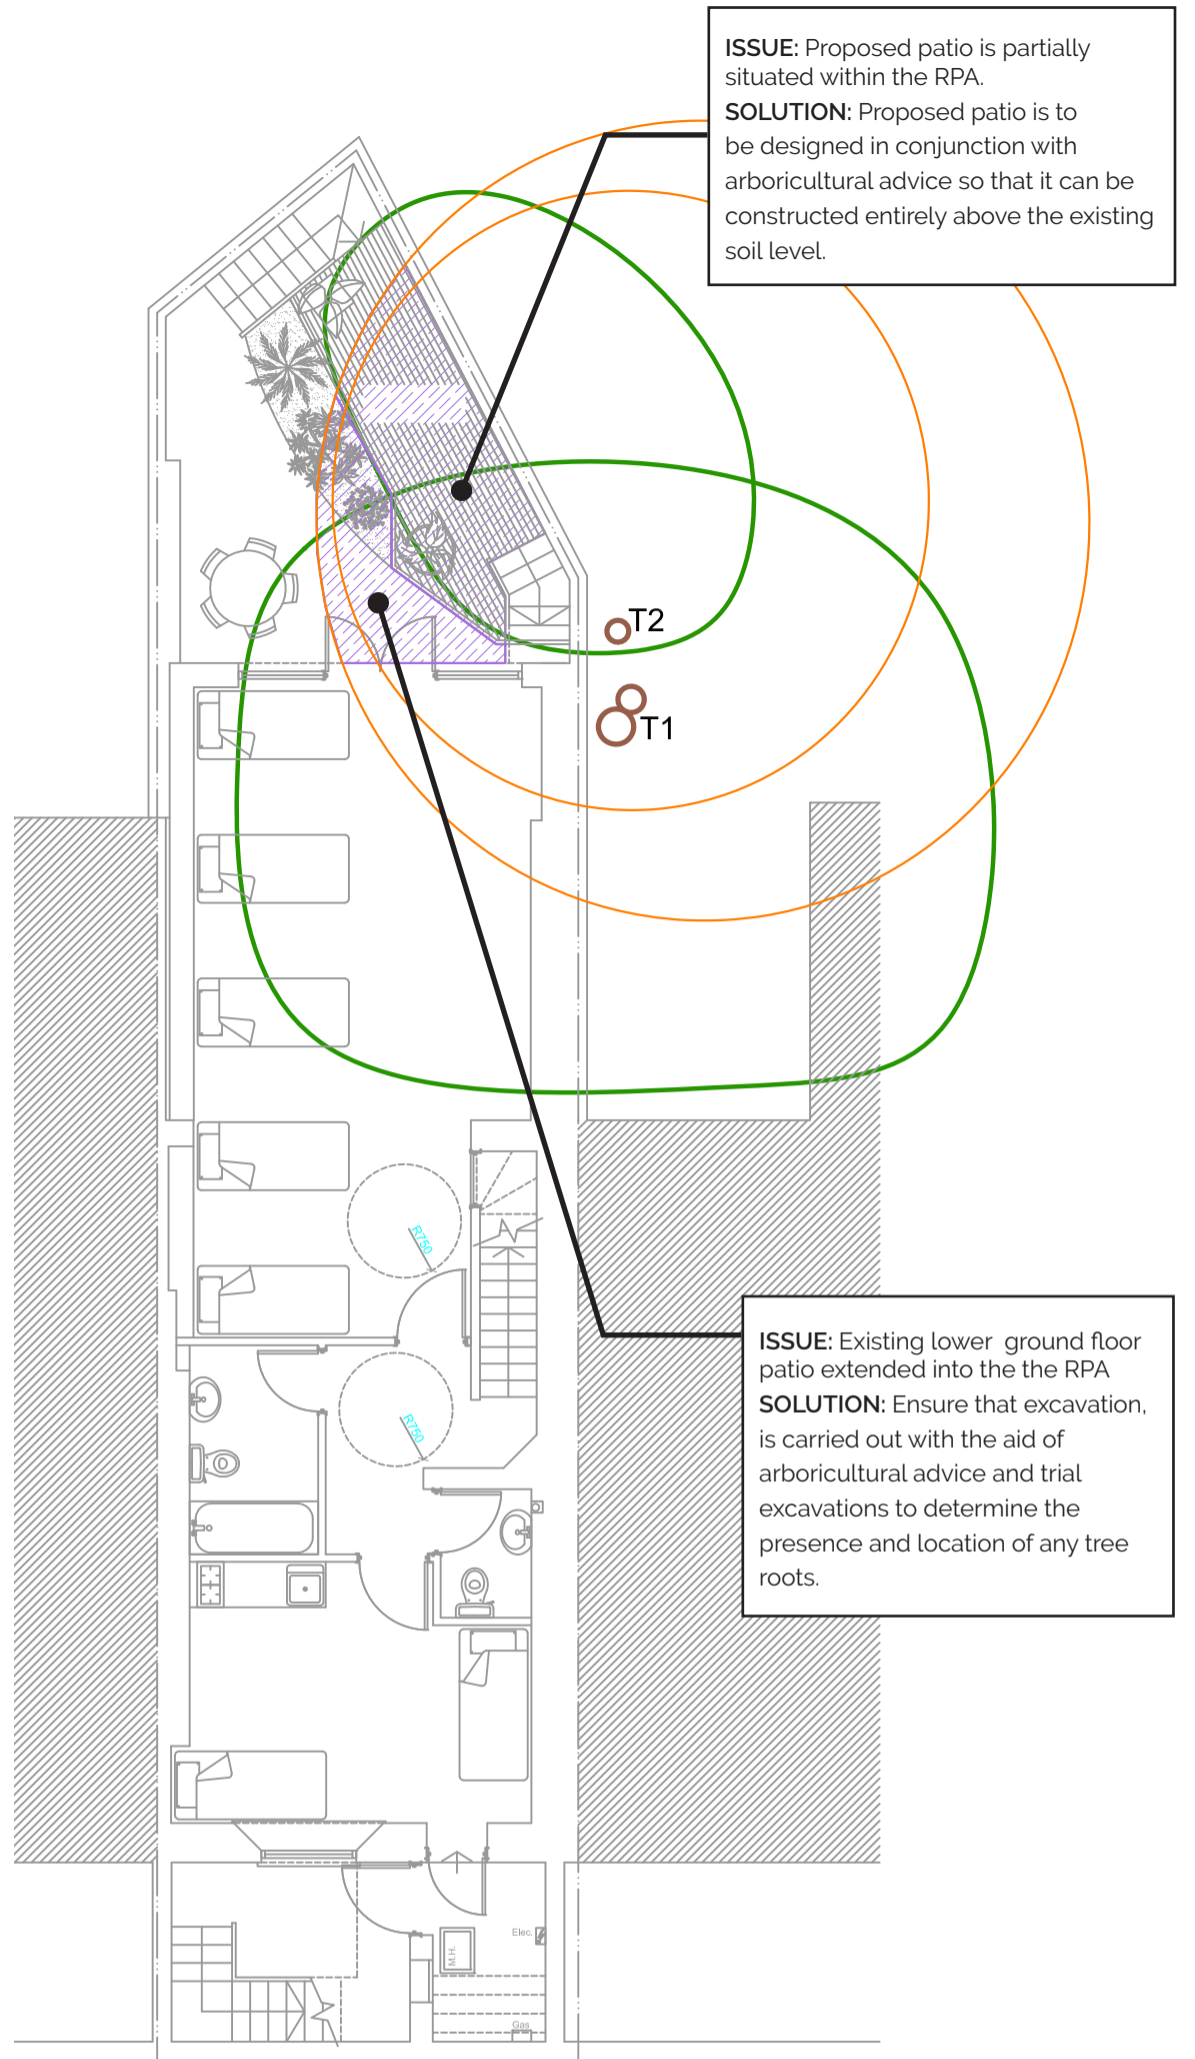 ISSUE: Proposed patio is partially
situated within the RPA.
SOLUTION: Proposed patio is to
be designed in conjunction with
arboricultural advice so that it can be
constructed entirely above the existing
soil level.
T2
T1
R750
ISSUE: Existing lower ground floor
patio extended into the the RPA
SOLUTION: Ensure that excavation,
is carried out with the aid of
arboricultural advice and trial
excavations to determine the
presence and location of any tree
roots.
R750
Elec.
M.H.
Gas